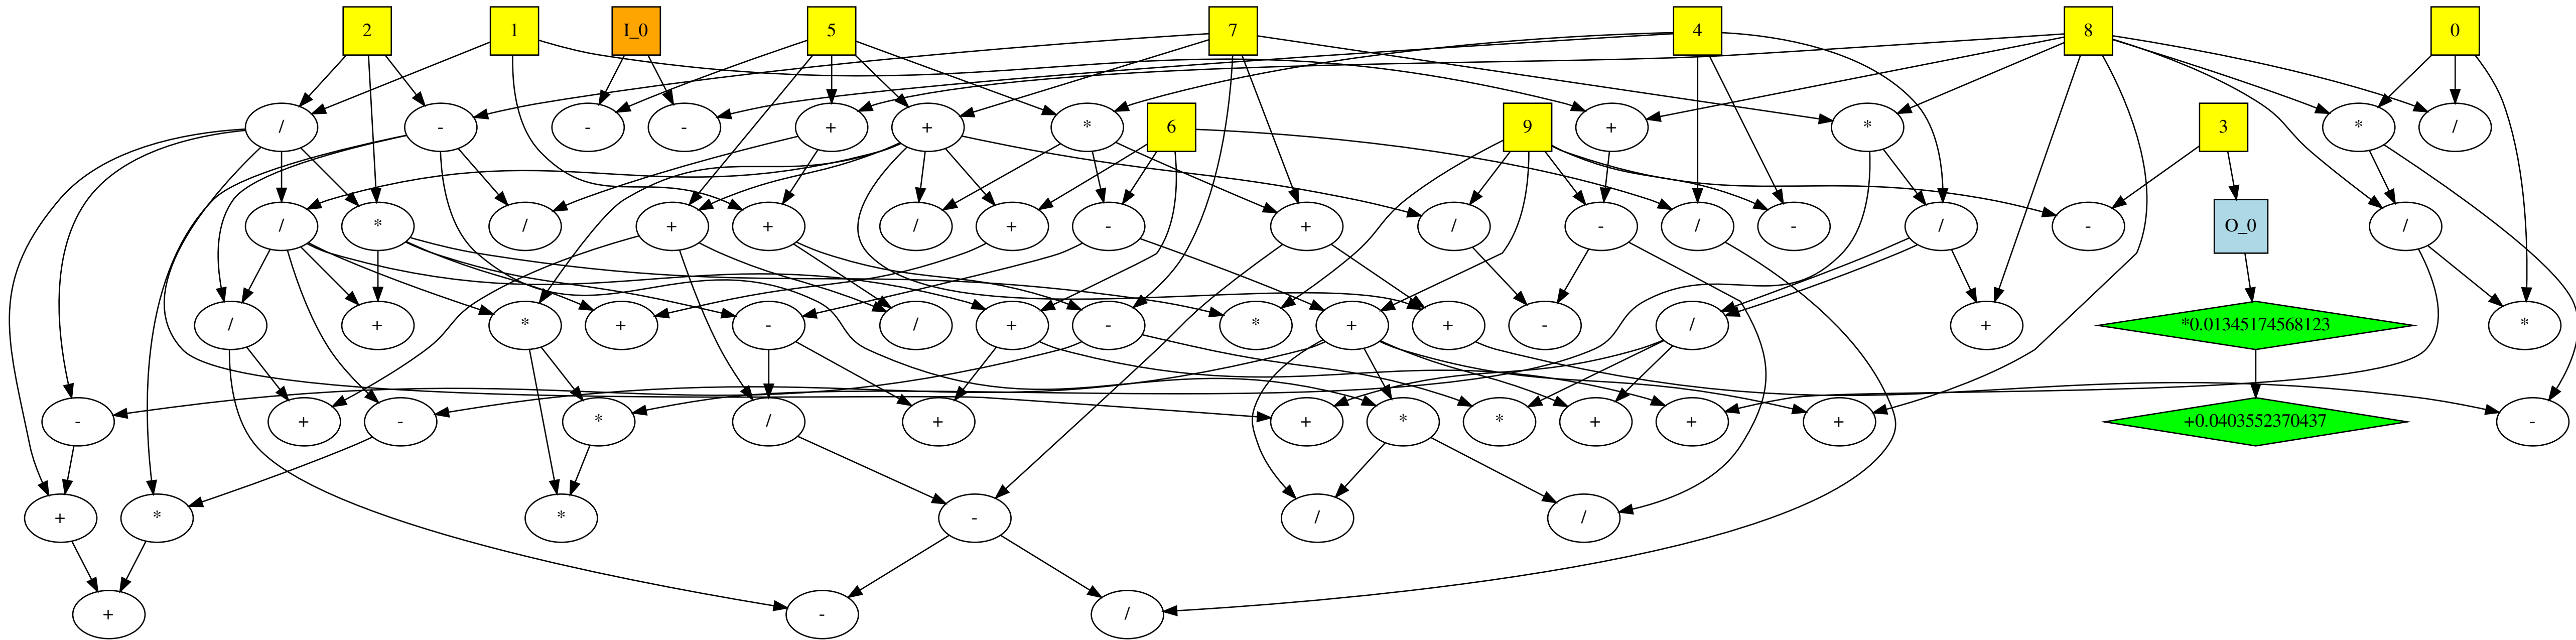 2 1 I_0 5 7 4 8 0
/ - - - + + * 6 9 + * 3 * /
/ * / + + / + - + / - / - / - O_0 /
/ + * + - / + - * + + - / + *0.01345174568123 *
- + - * / + + * * + + + +0.0403552370437 -
+ * * - / /
+ - /